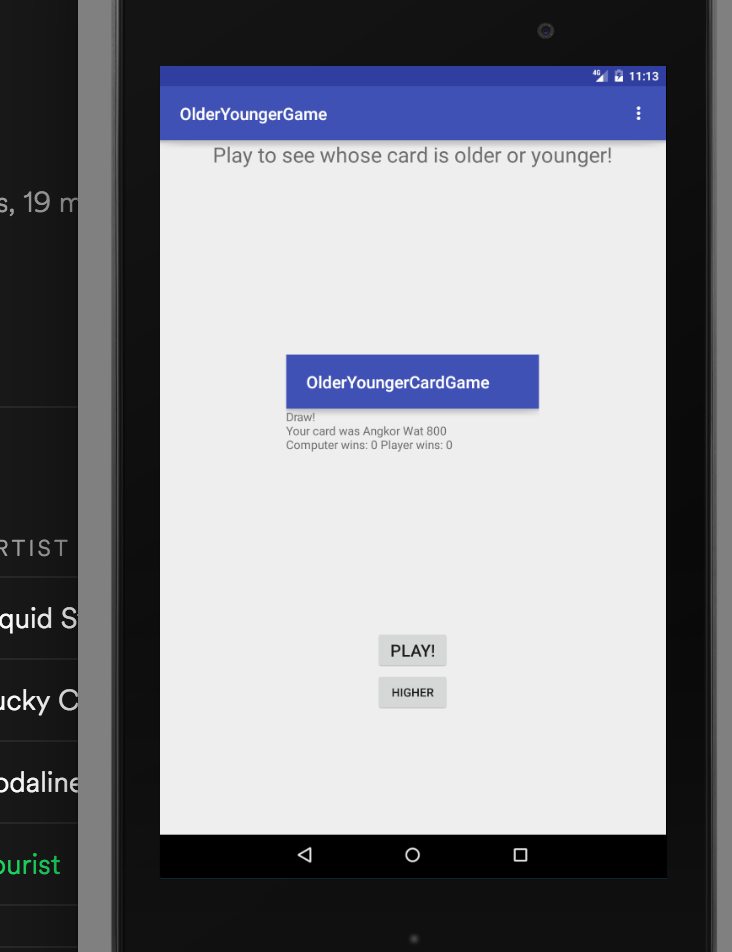 11:13
4G
OlderYoungerGame
Play to see whose card is older or younger!
s, 19 m
OlderYoungerCardGame
Draw!
Your card was Angkor Wat 800
Computer wins: 0 Player wins: 0
RTIST
quid S
PLAY!
HIGHER
ucky C
odaline
ourist